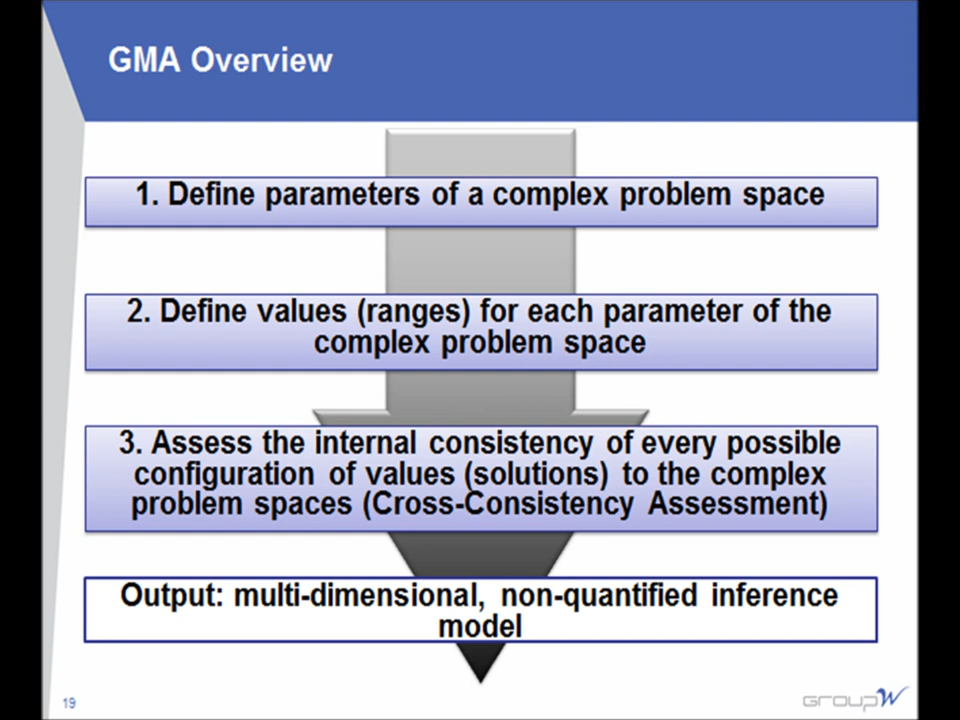 GMA Overview
1. Define parameters of a complex problem space
2. Define values (ranges) for each parameter of the
complex problem space
3. Assess the internal consistency of every possible
configuration of values (solutions) to the complex
problem spaces (Cross-Consistency Assessment)
Output: multi-dimensional, non-quantified inference
model
19
GROUPW